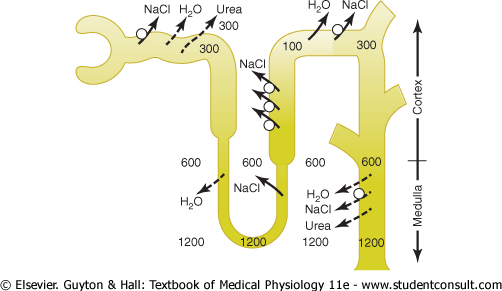 NaCl H₂O Urea
300
300
NaCl
100
H₂O NaCl
300
Cortex
600 600 600 600
H₂O
NaCl
H₂O
NaCl
Urea
Medulla
1200 1200 1200 1200
© Elsevier. Guyton & Hall: Textbook of Medical Physiology 11e - www.studentconsult.com